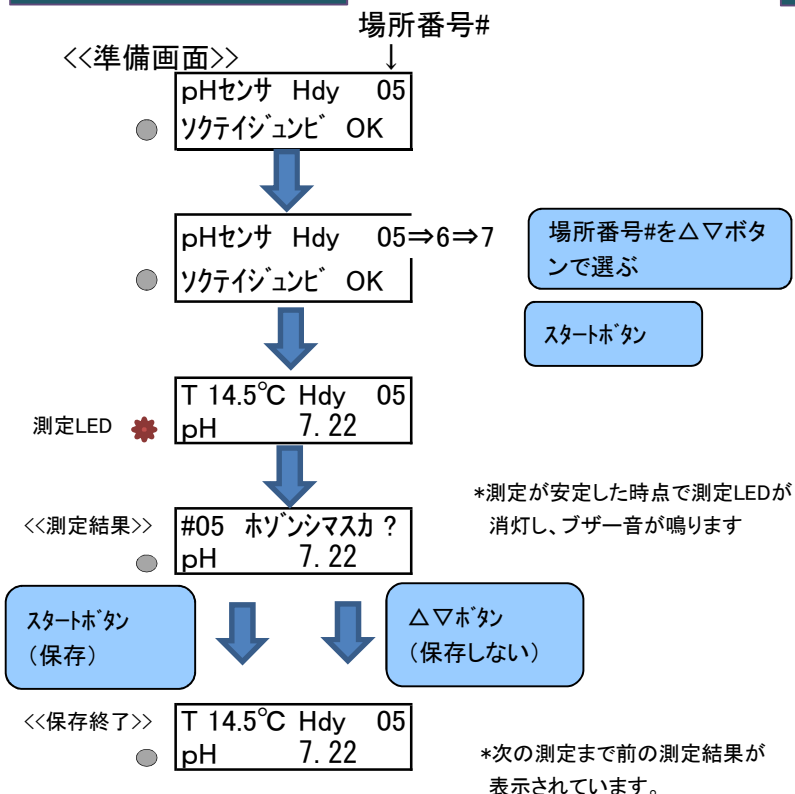 場所番号#
<<準備画面>> ↓
pHセンサ Hdy 05
ソクテイジュンビ OK
pHセンサ Hdy 05⇒6⇒7
ソクテイジュンビ OK
場所番号#を△▽ボタ
ンで選ぶ
スタートボタン
T 14.5℃ Hdy 05
測定LED
pH 7.22
*測定が安定した時点で測定LEDが
消灯し、ブザー音が鳴ります
<<測定結果>>
#05 ホゾンシマスカ ?
pH 7.22
スタートボタン
(保存)
△▽ボタン
(保存しない)
<<保存終了>>
T 14.5℃ Hdy 05
pH 7.22
*次の測定まで前の測定結果が
表示されています。